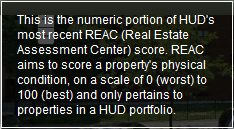 This is the numeric portion of HUD's
most recent REAC (Real Estate
Assessment Center) score. REAC
aims to score a property's physical
condition, on a scale of 0 (worst) to
100 (best) and only pertains to
properties in a HUD portfolio.